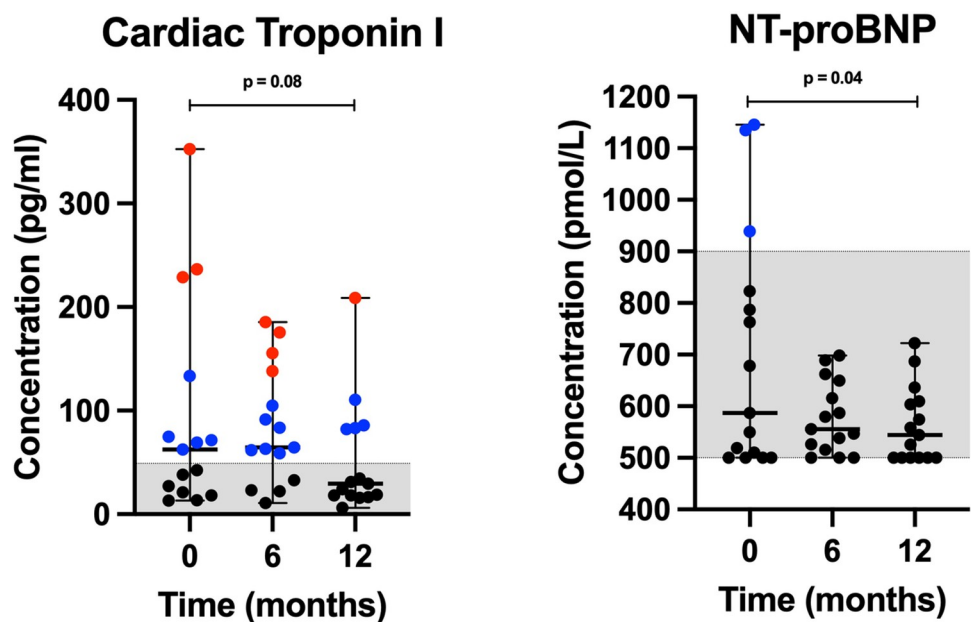 Cardiac Troponin I
p = 0.08
400
300
200
100
0
Concentration (pg/ml)
0 6 12
Time (months)
NT-proBNP
p = 0.04
1200
1100
1000
900
800
700
600
500
400
Concentration (pmol/L)
0 6 12
Time (months)